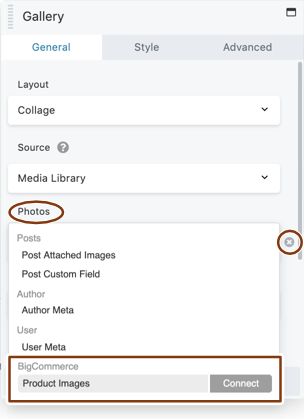 Gallery
General Style Advanced
Layout
Collage
Source ?
Media Library
Photos
Posts
Post Attached Images
Post Custom Field
Author
Author Meta
User
User Meta
BigCommerce
Product Images Connect